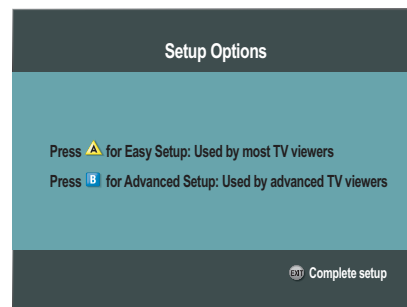 Setup Options
Press A for Easy Setup: Used by most TV viewers
Press B for Advanced Setup: Used by advanced TV viewers
EXIT Complete setup